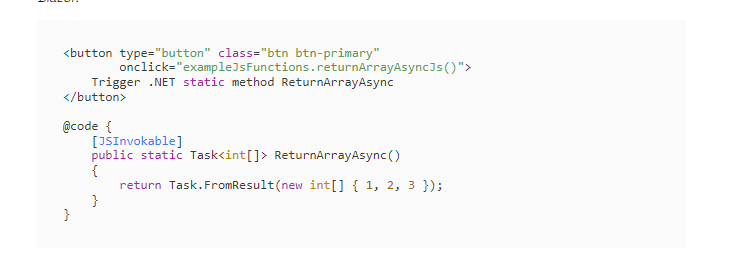 Blazor.
<button type="button" class="btn btn-primary"
        onclick="exampleJsFunctions.returnArrayAsyncJs()">
    Trigger .NET static method ReturnArrayAsync
</button>
@code {
    [JSInvokable]
    public static Task<int[]> ReturnArrayAsync()
    {
        return Task.FromResult(new int[] { 1, 2, 3 });
    }
}